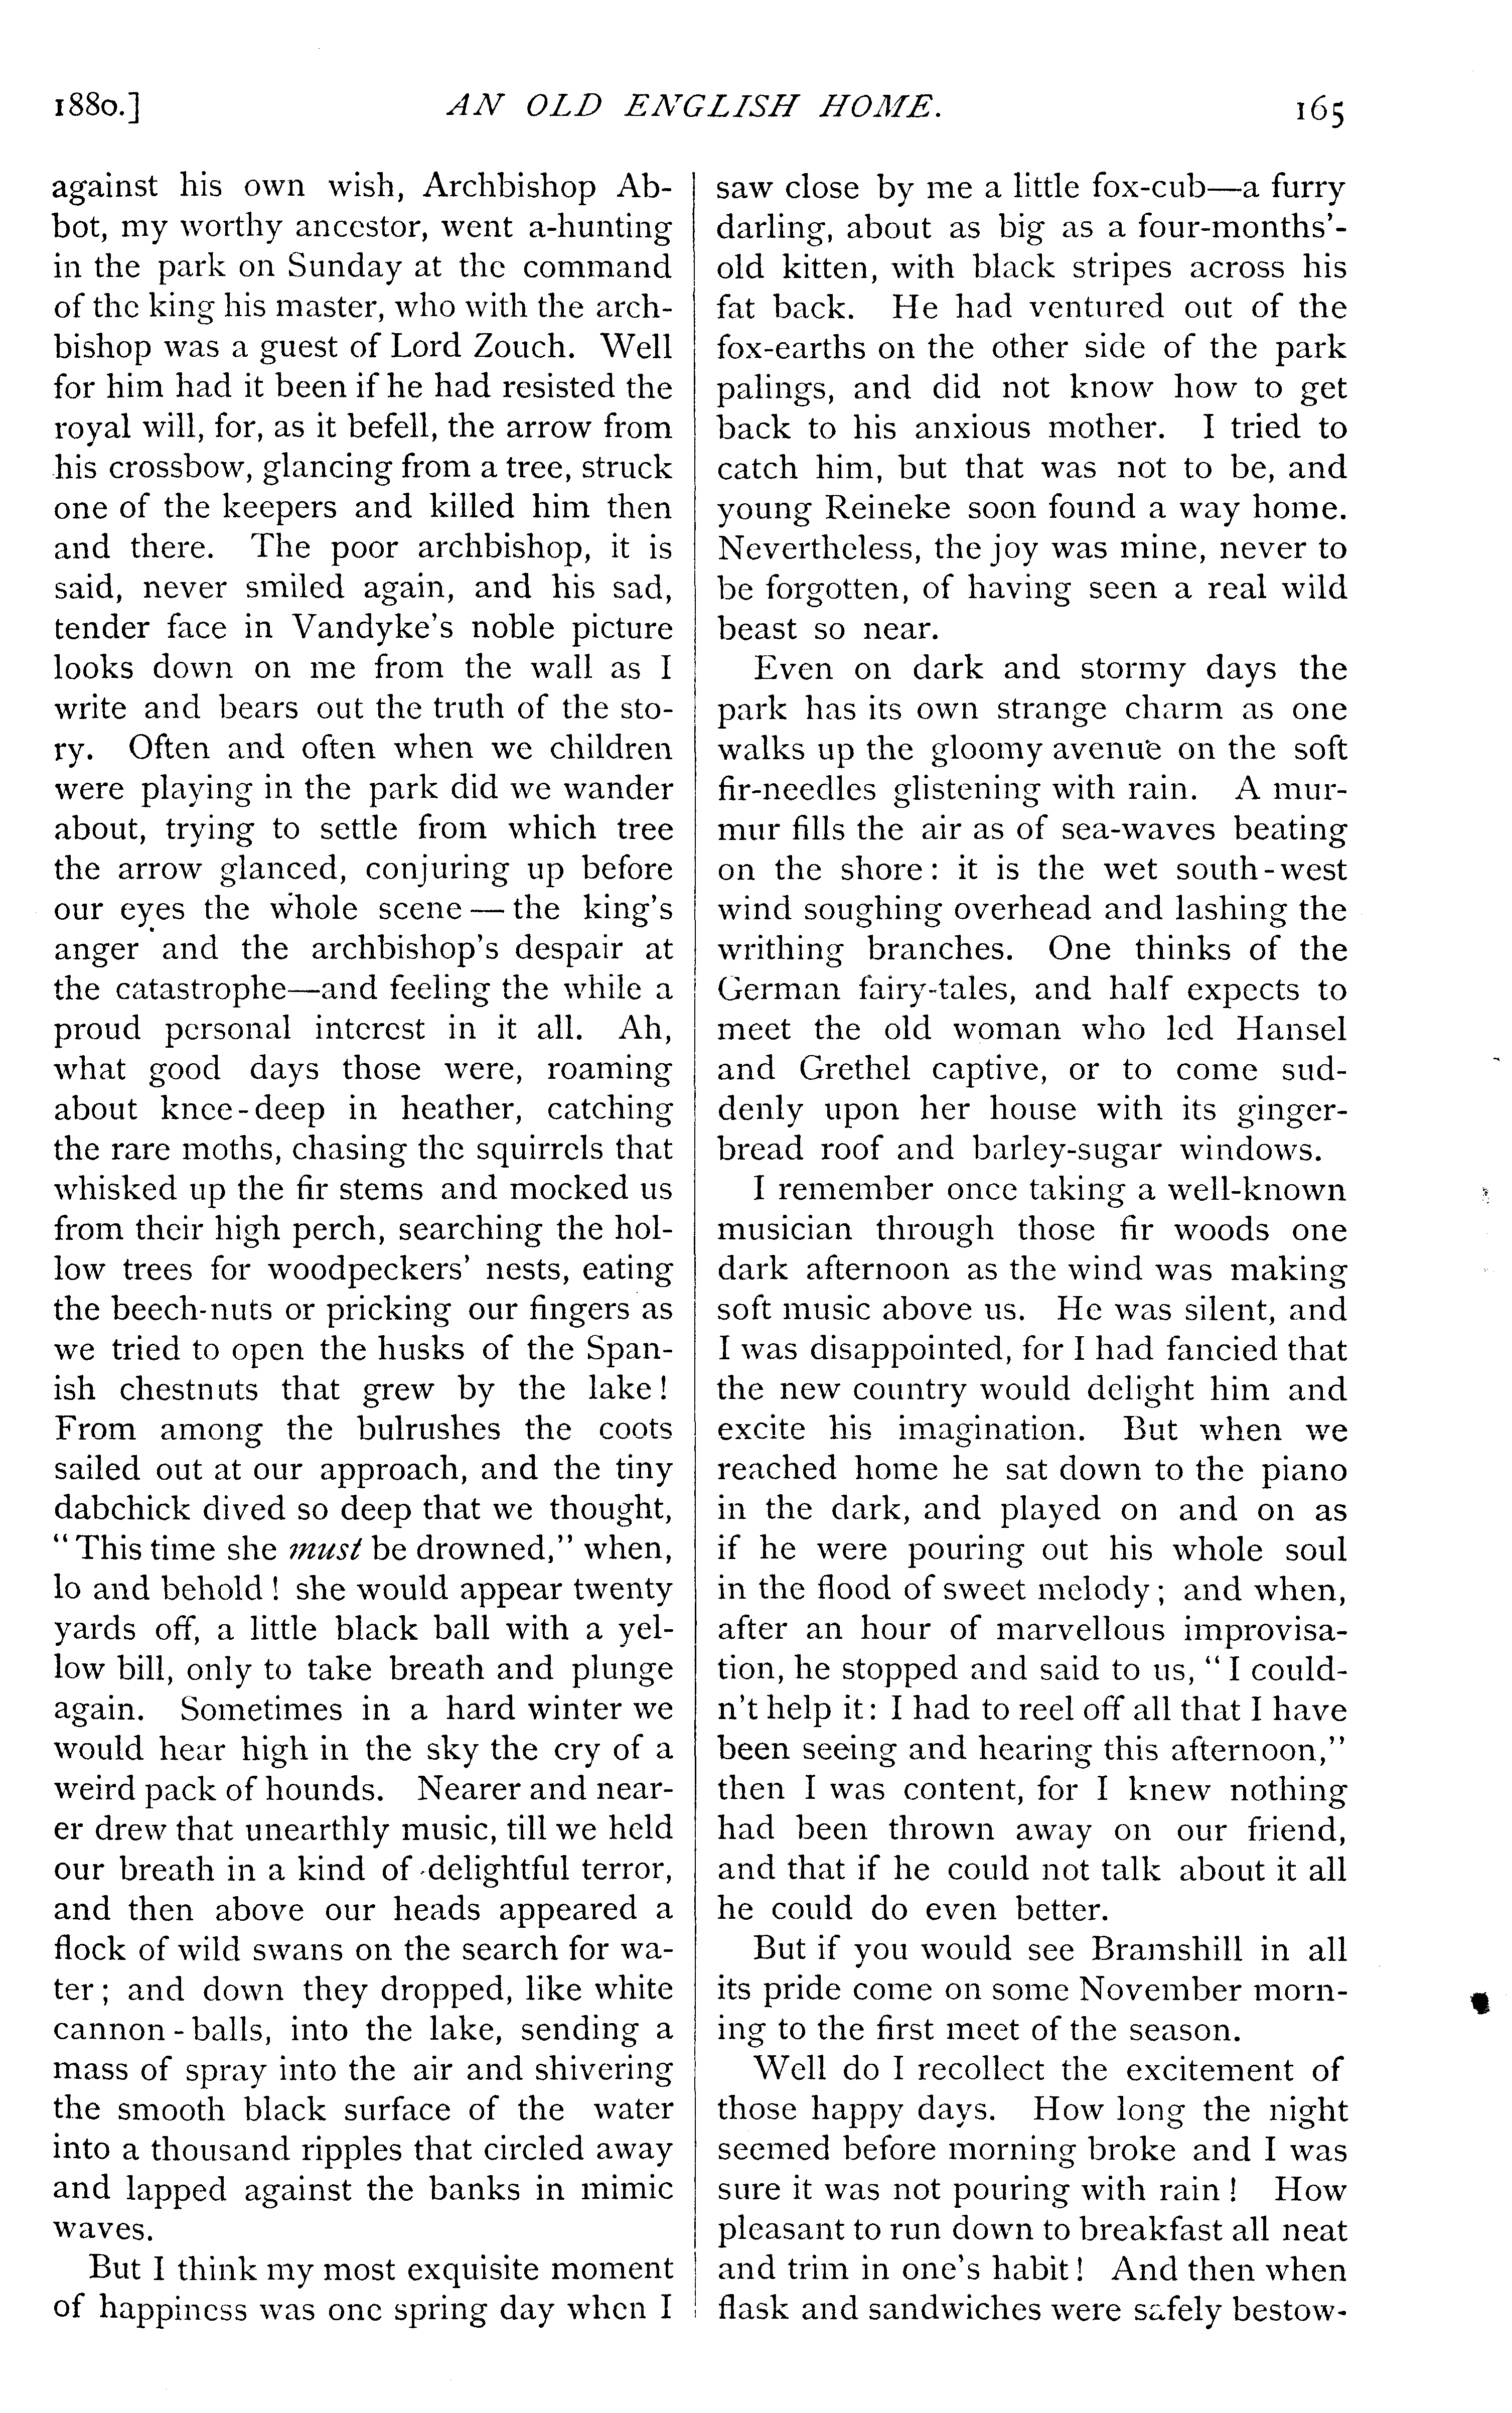 1880.] AN OLD ENGLISH HOME. 165
against his own wish, Archbishop Ab-
bot, my worthy ancestor, went a-hunting
in the park on Sunday at the command
of the king his master, who with the arch-
bishop was a guest of Lord Zouch. Well
for him had it been if he had resisted the
royal will, for, as it befell, the arrow from
his crossbow, glancing from a tree, struck
one of the keepers and killed him then
and there. The poor archbishop, it is
said, never smiled again, and his sad,
tender face in Vandyke's noble picture
looks down on me from the wall as I
write and bears out the truth of the sto-
ry. Often and often when we children
were playing in the park did we wander
about, trying to settle from which tree
the arrow glanced, conjuring up before
our eyes the whole scene — the king's
anger and the archbishop's despair at
the catastrophe—and feeling the while a
proud personal interest in it all. Ah,
what good days those were, roaming
about knee-deep in heather, catching
the rare moths, chasing the squirrels that
whisked up the fir stems and mocked us
from their high perch, searching the hol-
low trees for woodpeckers' nests, eating
the beech-nuts or pricking our fingers as
we tried to open the husks of the Span-
ish chestnuts that grew by the lake!
From among the bulrushes the coots
sailed out at our approach, and the tiny
dabchick dived so deep that we thought,
"This time she must be drowned," when,
lo and behold! she would appear twenty
yards off, a little black ball with a yel-
low bill, only to take breath and plunge
again. Sometimes in a hard winter we
would hear high in the sky the cry of a
weird pack of hounds. Nearer and near-
er drew that unearthly music, till we held
our breath in a kind of delightful terror,
and then above our heads appeared a
flock of wild swans on the search for wa-
ter; and down they dropped, like white
cannon-balls, into the lake, sending a
mass of spray into the air and shivering
the smooth black surface of the water
into a thousand ripples that circled away
and lapped against the banks in mimic
waves.
But I think my most exquisite moment
of happiness was one spring day when I
saw close by me a little fox-cub—a furry
darling, about as big as a four-months'-
old kitten, with black stripes across his
fat back. He had ventured out of the
fox-earths on the other side of the park
palings, and did not know how to get
back to his anxious mother. I tried to
catch him, but that was not to be, and
young Reineke soon found a way home.
Nevertheless, the joy was mine, never to
be forgotten, of having seen a real wild
beast so near.
Even on dark and stormy days the
park has its own strange charm as one
walks up the gloomy avenue on the soft
fir-needles glistening with rain. A mur-
mur fills the air as of sea-waves beating
on the shore: it is the wet south-west
wind soughing overhead and lashing the
writhing branches. One thinks of the
German fairy-tales, and half expects to
meet the old woman who led Hansel
and Grethel captive, or to come sud-
denly upon her house with its ginger-
bread roof and barley-sugar windows.
I remember once taking a well-known
musician through those fir woods one
dark afternoon as the wind was making
soft music above us. He was silent, and
I was disappointed, for I had fancied that
the new country would delight him and
excite his imagination. But when we
reached home he sat down to the piano
in the dark, and played on and on as
if he were pouring out his whole soul
in the flood of sweet melody; and when,
after an hour of marvellous improvisa-
tion, he stopped and said to us, "I could-
n't help it: I had to reel off all that I have
been seeing and hearing this afternoon,"
then I was content, for I knew nothing
had been thrown away on our friend,
and that if he could not talk about it all
he could do even better.
But if you would see Bramshill in all
its pride come on some November morn-
ing to the first meet of the season.
Well do I recollect the excitement of
those happy days. How long the night
seemed before morning broke and I was
sure it was not pouring with rain! How
pleasant to run down to breakfast all neat
and trim in one's habit! And then when
flask and sandwiches were safely bestow-